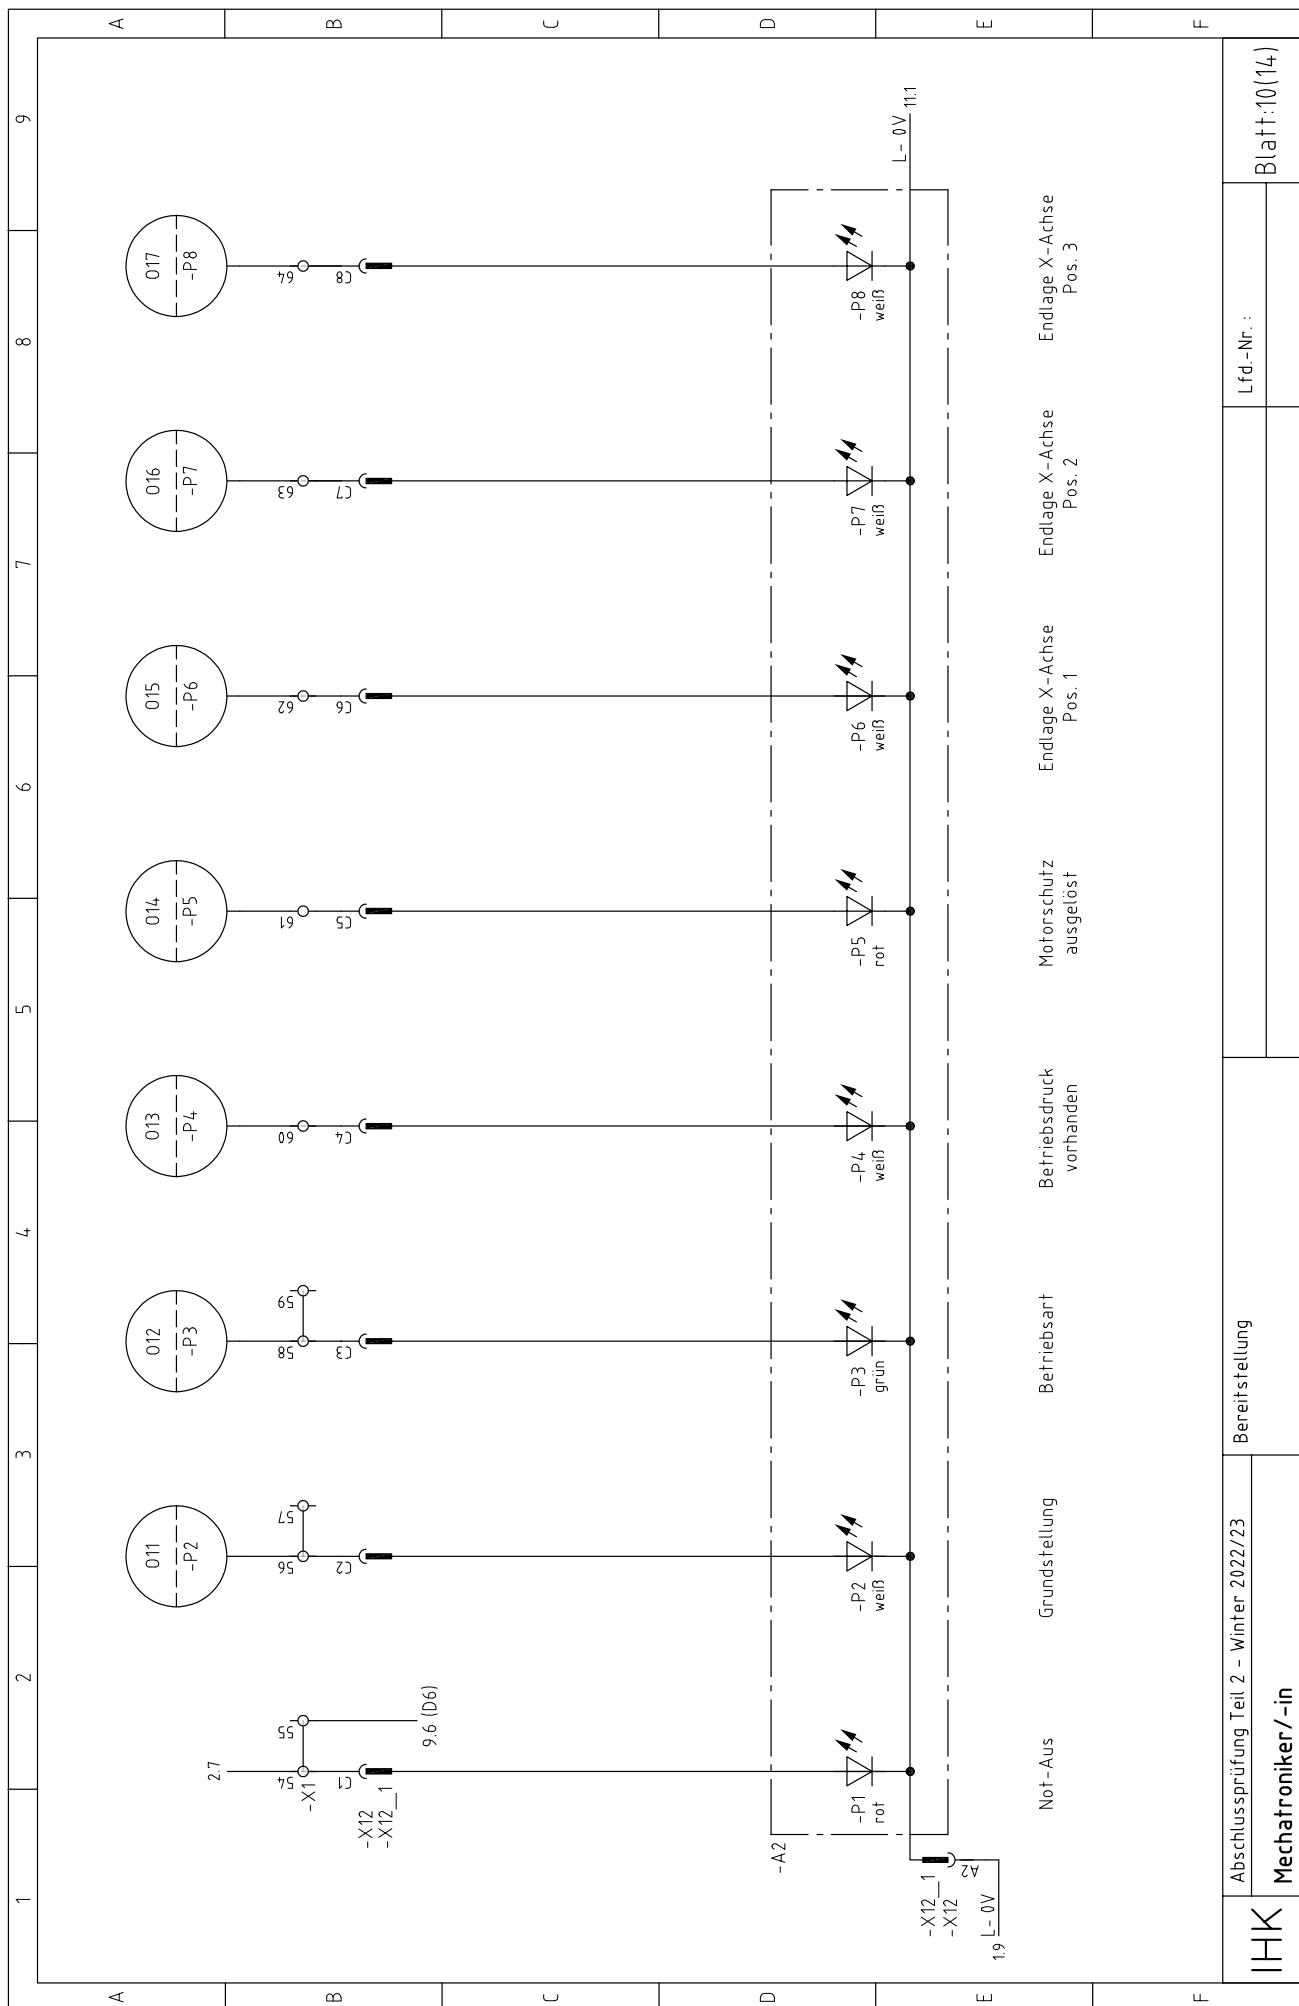 1 2 3 4 5 6 7 8 9
A A
B B
C C
D D
E E
F F
2.7
O11 O12 O13 O14 O15 O16 O17
-P2 -P3 -P4 -P5 -P6 -P7 -P8
54 55 56 57 58 59 60 61 62 63 64
-X1
C1 C2 C3 C4 C5 C6 C7 C8
-X12
-X12_1
9.6 (D6)
-A2
-P1 -P2 -P3 -P4 -P5 -P6 -P7 -P8
rot weiß grün weiß rot weiß weiß weiß
L- 0V
11.1
-X12_1
-X12
A2
L- 0V
1.9
Not-Aus
Grundstellung
Betriebsart
Betriebsdruck
vorhanden
Motorschutz
ausgelöst
Endlage X-Achse
Pos. 1
Endlage X-Achse
Pos. 2
Endlage X-Achse
Pos. 3
IHK
Abschlussprüfung Teil 2 - Winter 2022/23
Mechatroniker/-in
Bereitstellung
Lfd.-Nr. :
Blatt:10(14)